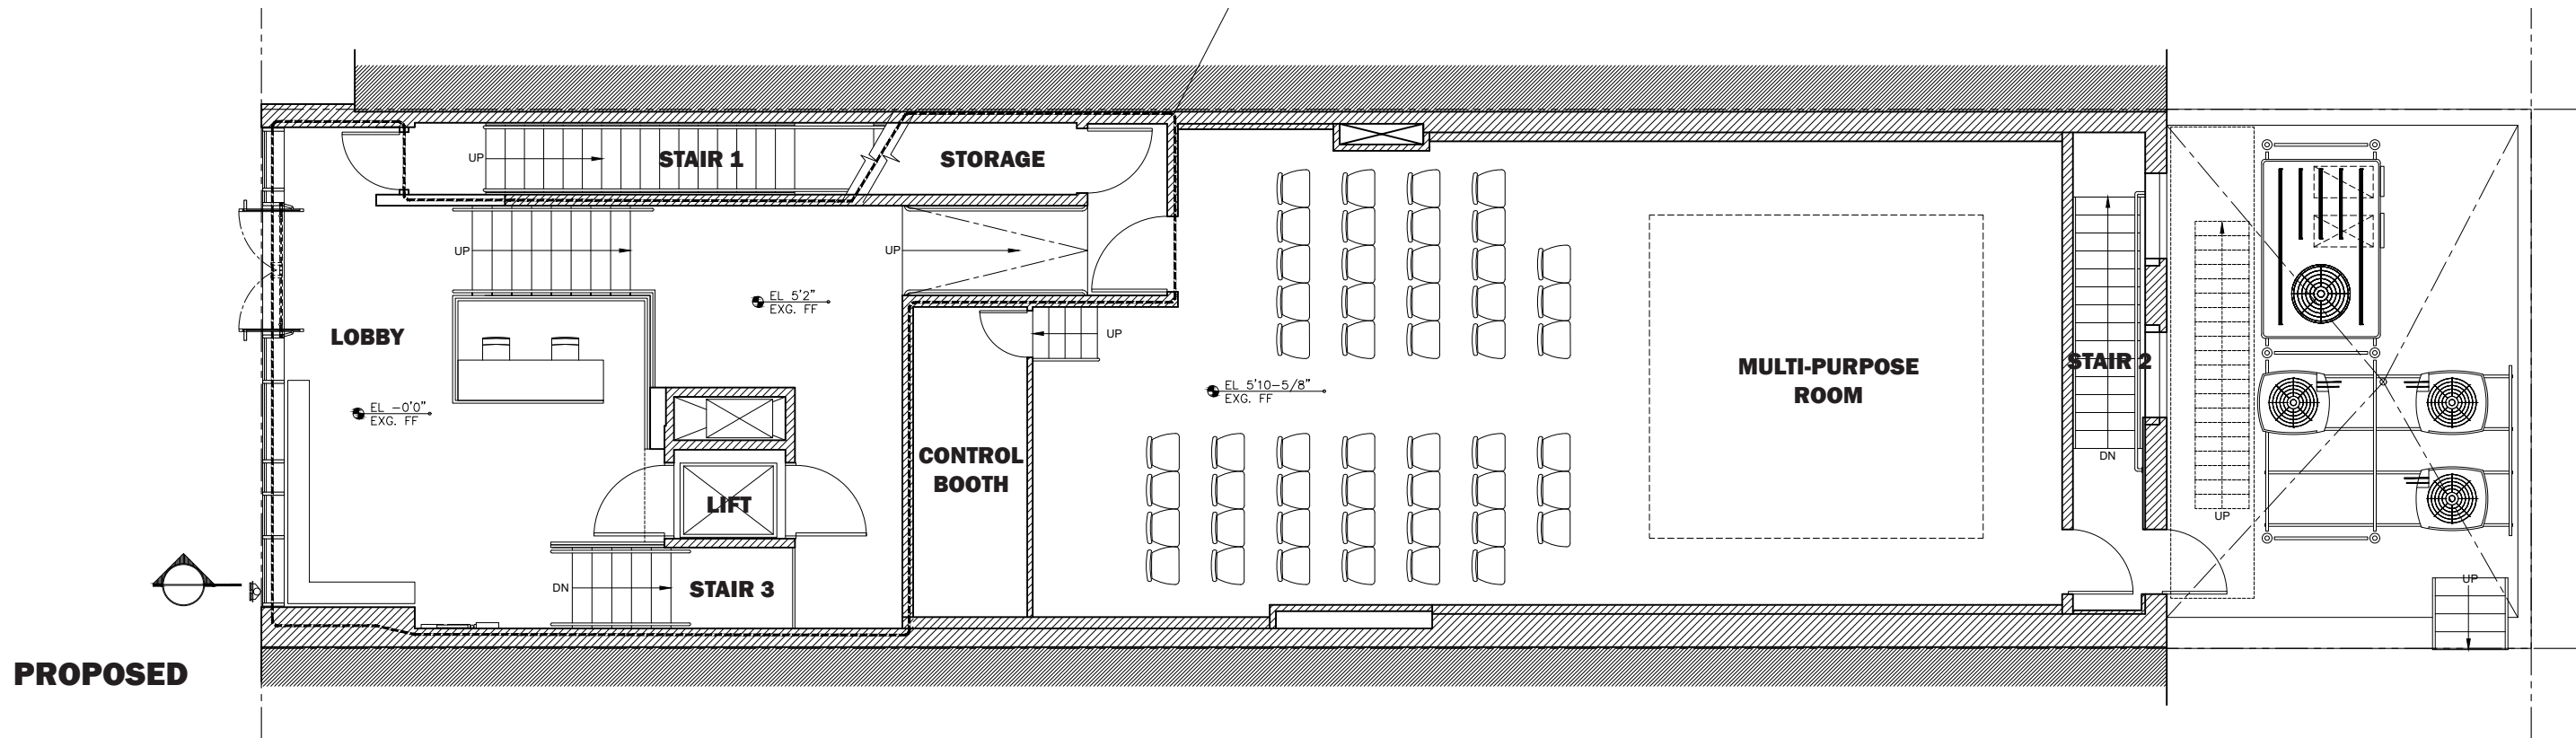 UP
STAIR 1
STORAGE
UP
UP
EL 5'2"
EXG. FF
LOBBY
UP
EL -0'0"
EXG. FF
EL 5'10-5/8"
EXG. FF
MULTI-PURPOSE
ROOM
STAIR 2
CONTROL
BOOTH
DN
LIFT
UP
DN
STAIR 3
UP
PROPOSED